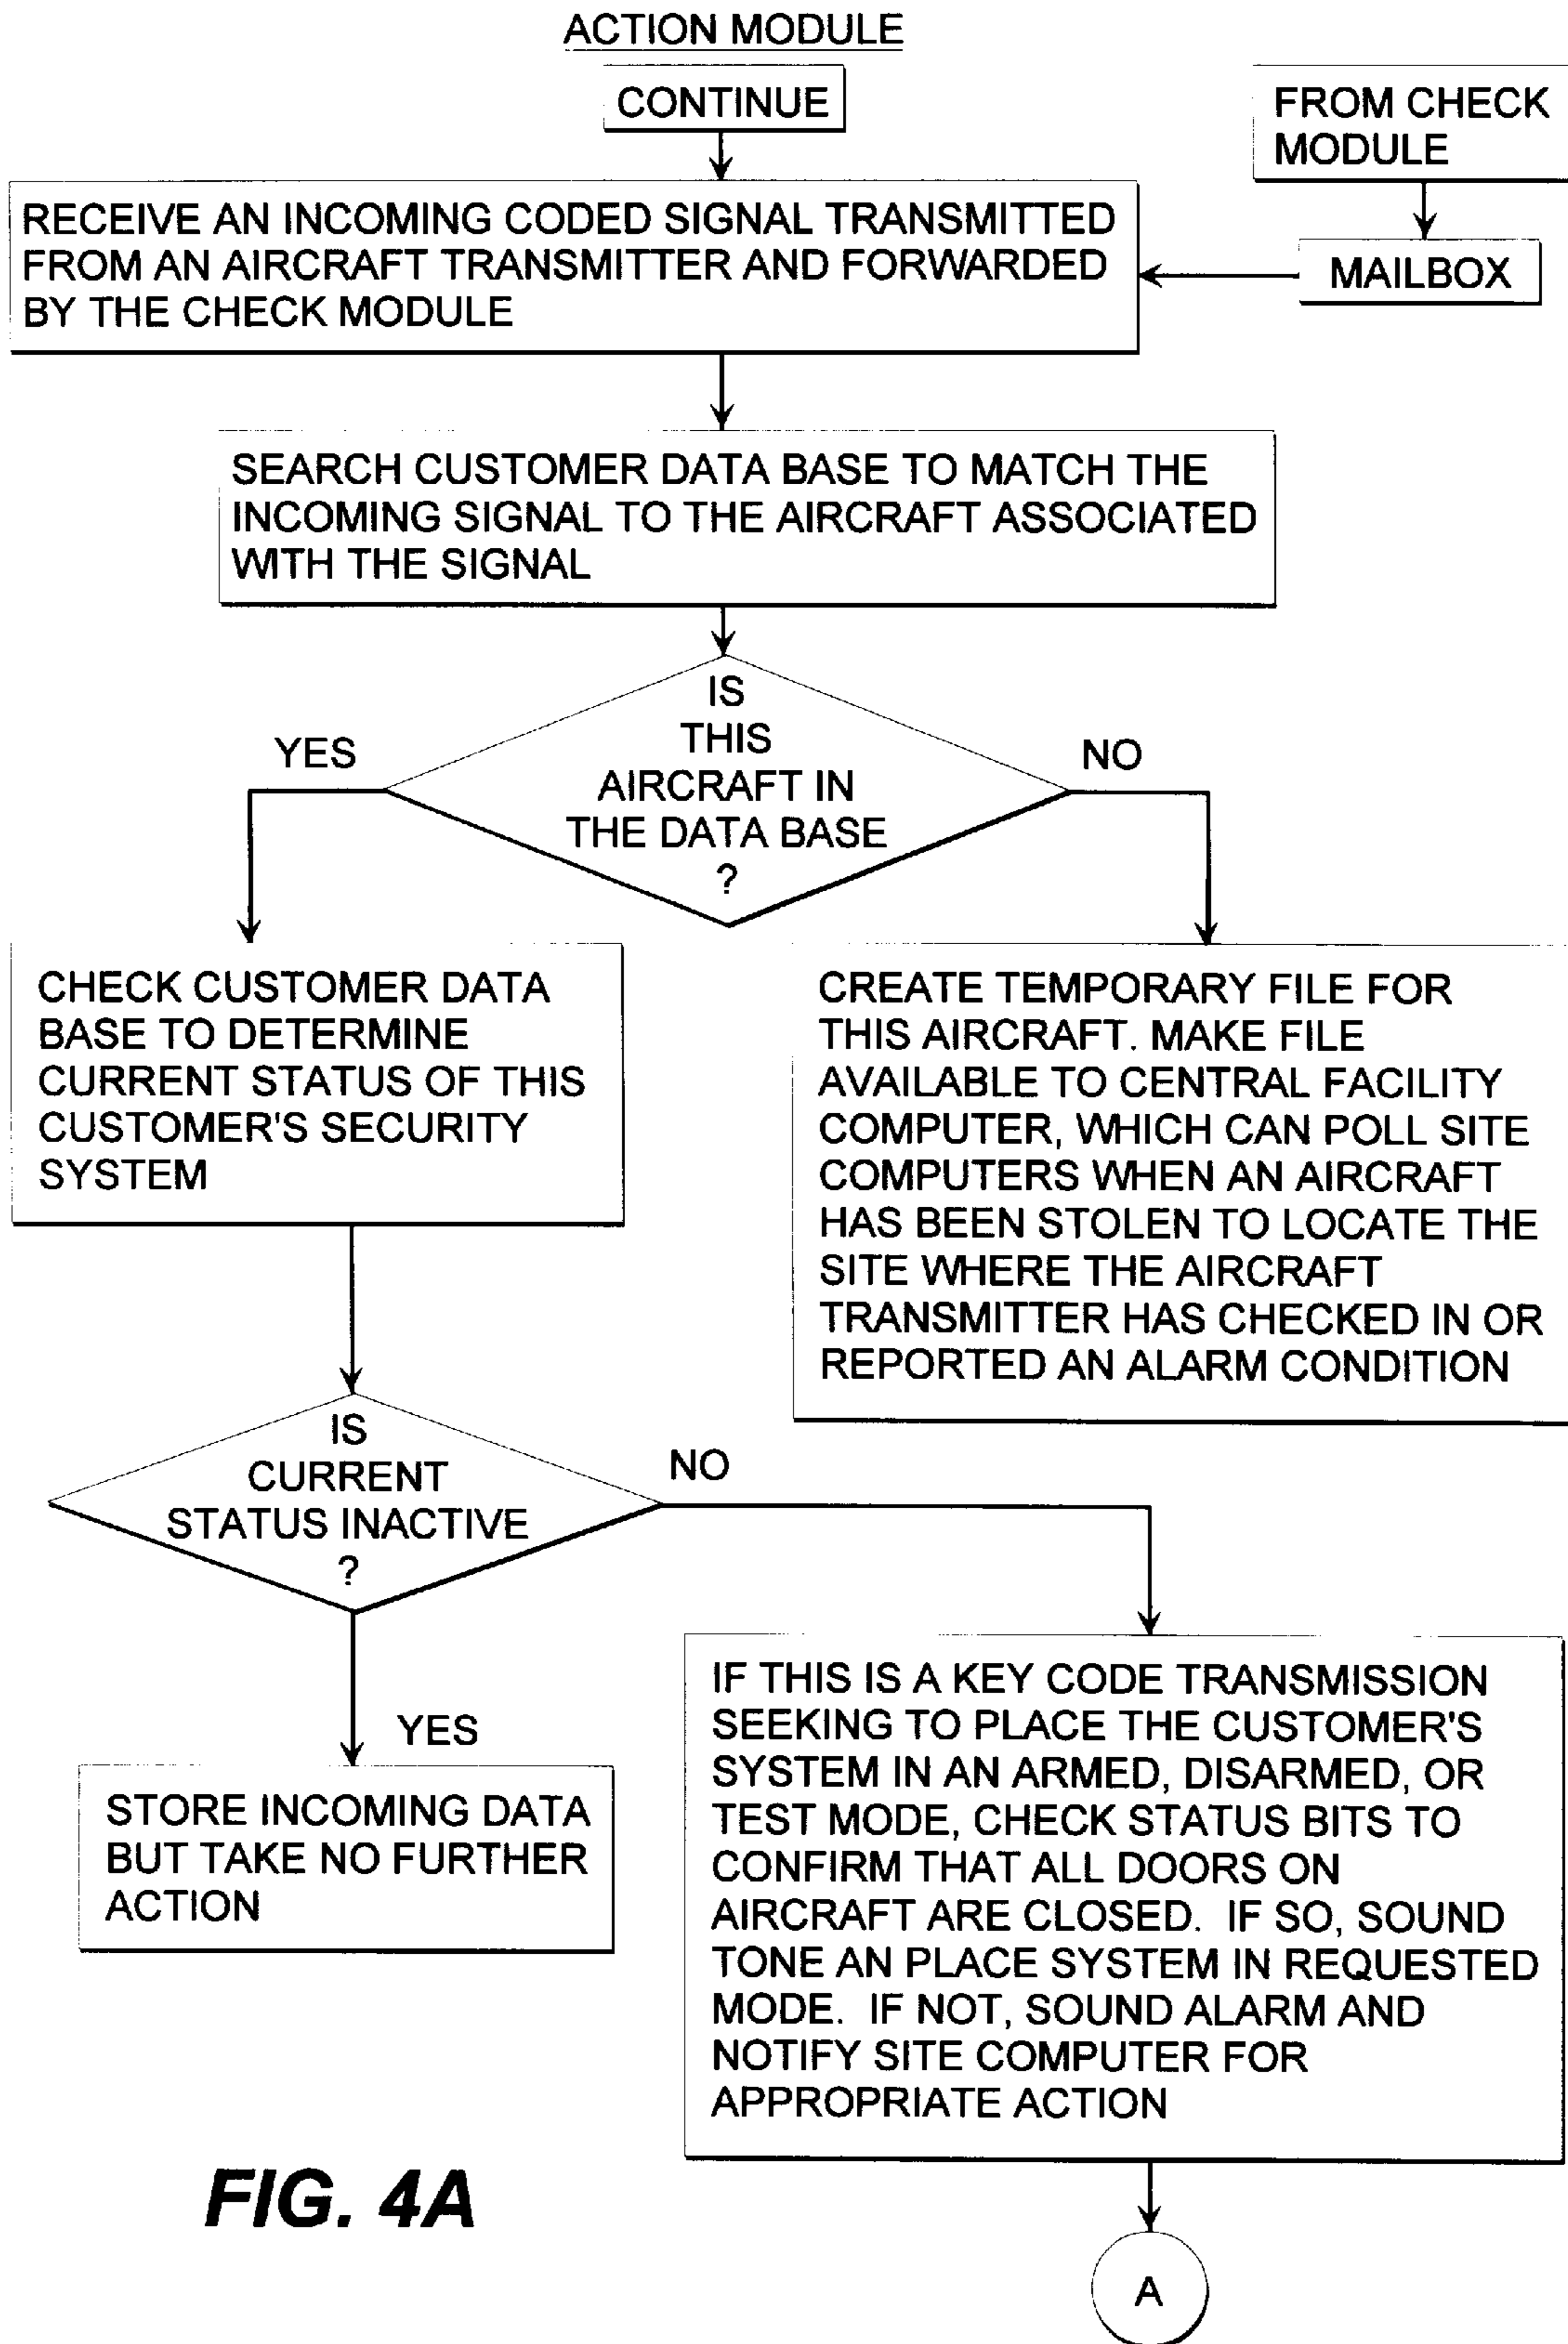 ACTION MODULE
CONTINUE
FROM CHECK
MODULE
RECEIVE AN INCOMING CODED SIGNAL TRANSMITTED
FROM AN AIRCRAFT TRANSMITTER AND FORWARDED
BY THE CHECK MODULE
MAILBOX
SEARCH CUSTOMER DATA BASE TO MATCH THE
INCOMING SIGNAL TO THE AIRCRAFT ASSOCIATED
WITH THE SIGNAL
IS
THIS
AIRCRAFT IN
THE DATA BASE
?
YES
NO
CHECK CUSTOMER DATA
BASE TO DETERMINE
CURRENT STATUS OF THIS
CUSTOMER'S SECURITY
SYSTEM
CREATE TEMPORARY FILE FOR
THIS AIRCRAFT. MAKE FILE
AVAILABLE TO CENTRAL FACILITY
COMPUTER, WHICH CAN POLL SITE
COMPUTERS WHEN AN AIRCRAFT
HAS BEEN STOLEN TO LOCATE THE
SITE WHERE THE AIRCRAFT
TRANSMITTER HAS CHECKED IN OR
REPORTED AN ALARM CONDITION
IS
CURRENT
STATUS INACTIVE
?
NO
YES
STORE INCOMING DATA
BUT TAKE NO FURTHER
ACTION
IF THIS IS A KEY CODE TRANSMISSION
SEEKING TO PLACE THE CUSTOMER'S
SYSTEM IN AN ARMED, DISARMED, OR
TEST MODE, CHECK STATUS BITS TO
CONFIRM THAT ALL DOORS ON
AIRCRAFT ARE CLOSED. IF SO, SOUND
TONE AN PLACE SYSTEM IN REQUESTED
MODE. IF NOT, SOUND ALARM AND
NOTIFY SITE COMPUTER FOR
APPROPRIATE ACTION
FIG. 4A
A